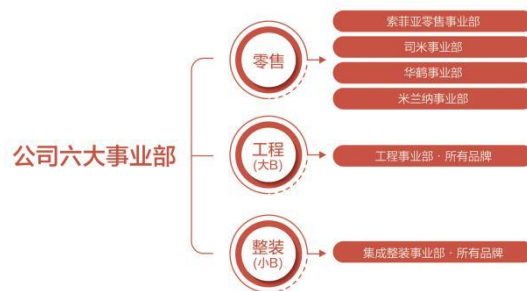 公司六大事业部
零售
索菲亚零售事业部
司米事业部
华鹤事业部
米兰纳事业部
工程
(大B)
工程事业部·所有品牌
整装
(小B)
集成整装事业部·所有品牌